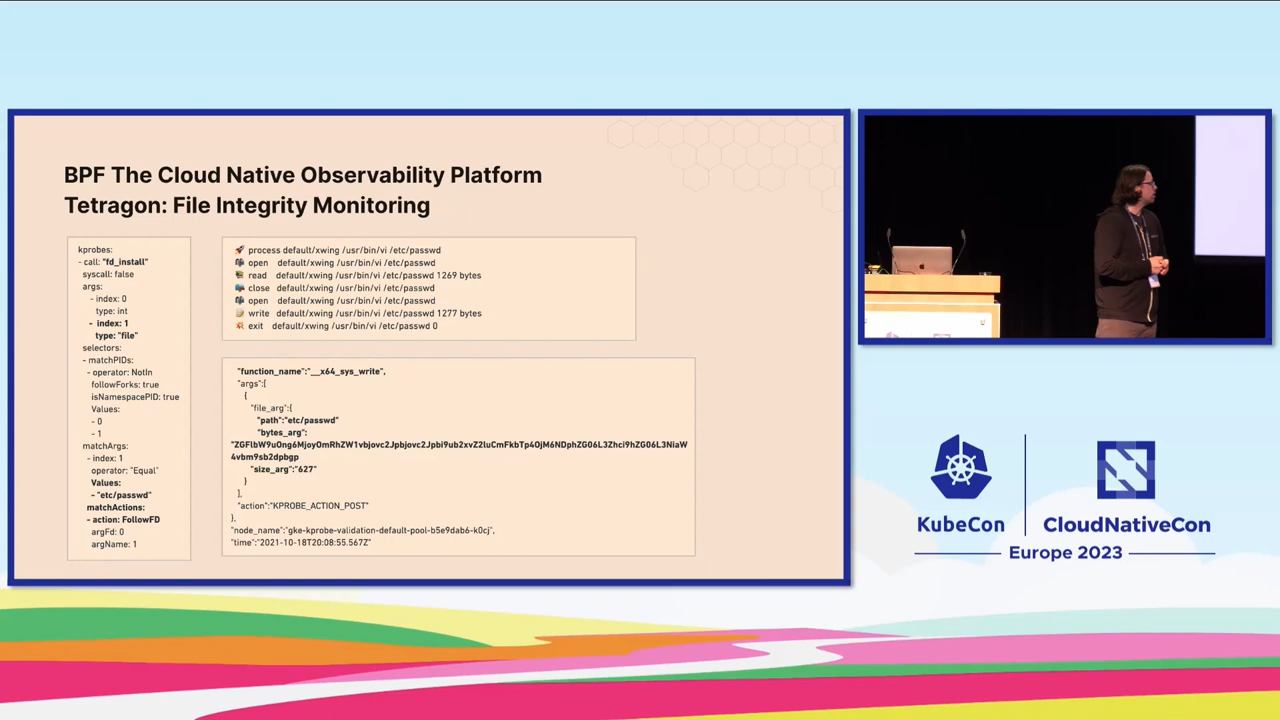 BPF The Cloud Native Observability Platform
Tetragon: File Integrity Monitoring
kprobes:
- call: "fd_install"
syscall: false
args:
- index: 0
type: int
- index: 1
type: "file"
selectors:
- matchPIDs:
- operator: NotIn
followForks: true
isNamespacePID: true
Values:
- 0
- 1
matchArgs:
- index: 1
operator: "Equal"
Values:
- "etc/passwd"
matchActions:
- action: FollowFD
argFd: 0
argName: 1
process default/xwing /usr/bin/vi /etc/passwd
open default/xwing /usr/bin/vi /etc/passwd
read default/xwing /usr/bin/vi /etc/passwd 1269 bytes
close default/xwing /usr/bin/vi /etc/passwd
open default/xwing /usr/bin/vi /etc/passwd
write default/xwing /usr/bin/vi /etc/passwd 1277 bytes
exit default/xwing /usr/bin/vi /etc/passwd 0
"function_name":"__x64_sys_write",
"args":[
{
"file_arg":{
"path":"etc/passwd"
"bytes_arg":
"size_arg":"627"
}
],
"action":"KPROBE_ACTION_POST"
},
"node_name":"gke-kprobe-validation-default-pool-b5e9dab6-k0cj",
"time":"2021-10-18T20:08:55.567Z"
KubeCon
CloudNativeCon
Europe 2023